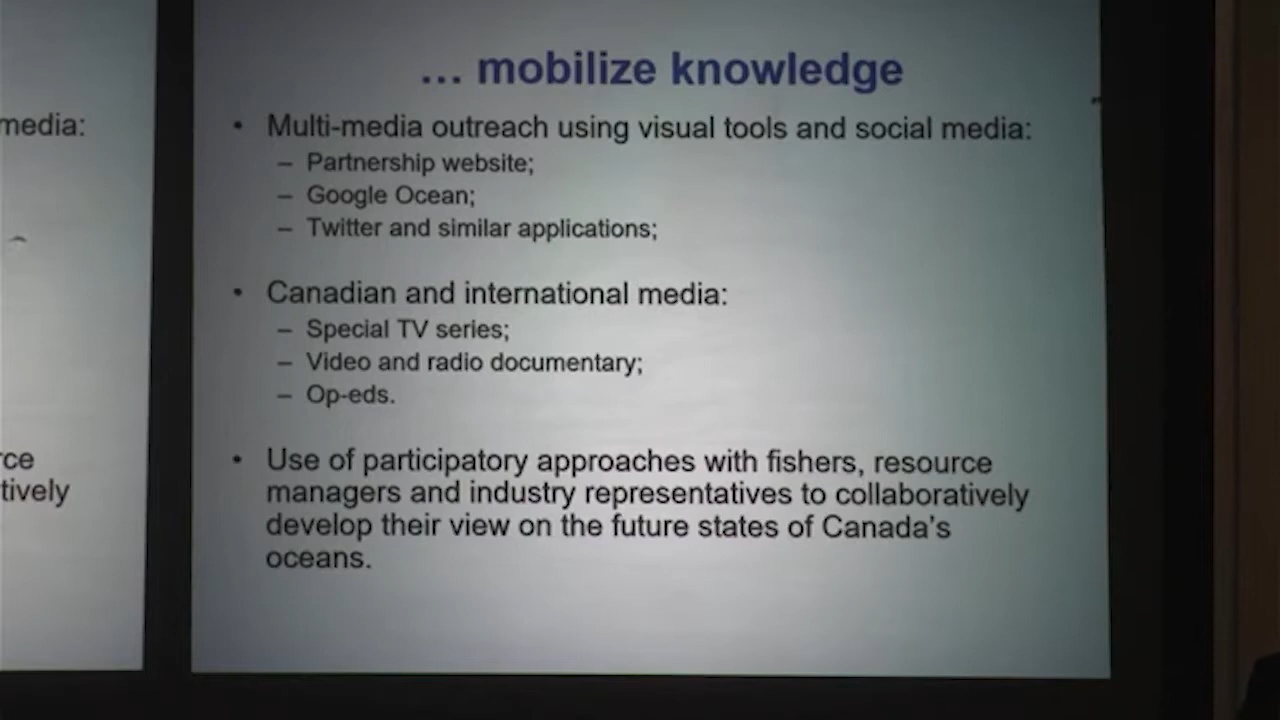 … mobilize knowledge
• Multi-media outreach using visual tools and social media:
– Partnership website;
– Google Ocean;
– Twitter and similar applications;
• Canadian and international media:
– Special TV series;
– Video and radio documentary;
– Op-eds.
• Use of participatory approaches with fishers, resource
managers and industry representatives to collaboratively
develop their view on the future states of Canada's
oceans.
media:
rce
tively